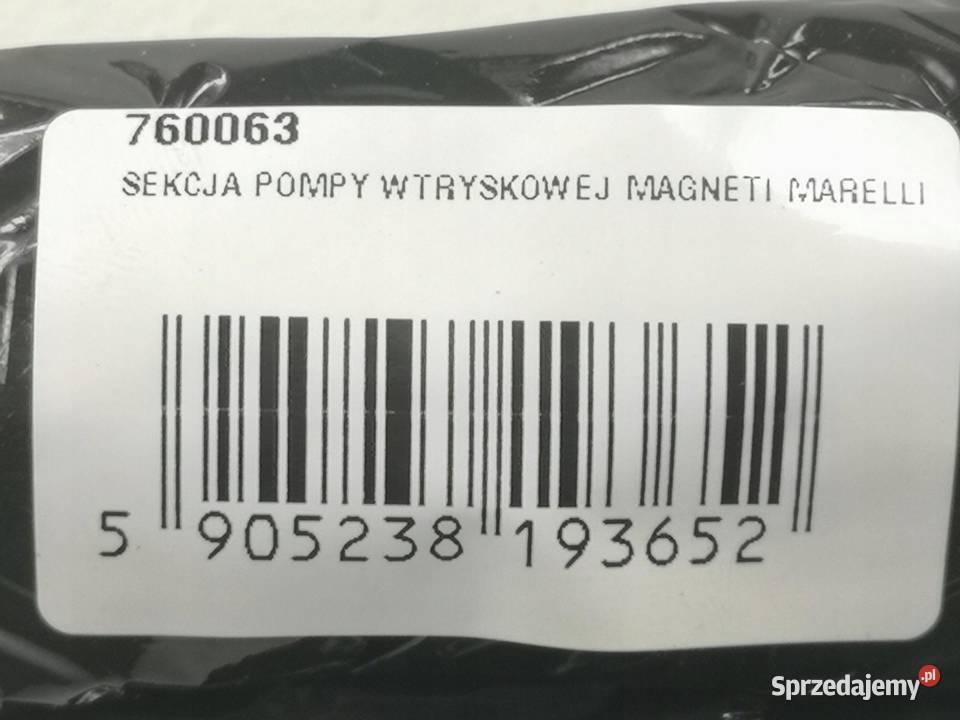 760063
SEKCJA POMPY WTRYSKOWEJ MAGNETI MARELLI
5 905238 193652
Sprzedajemy.pl